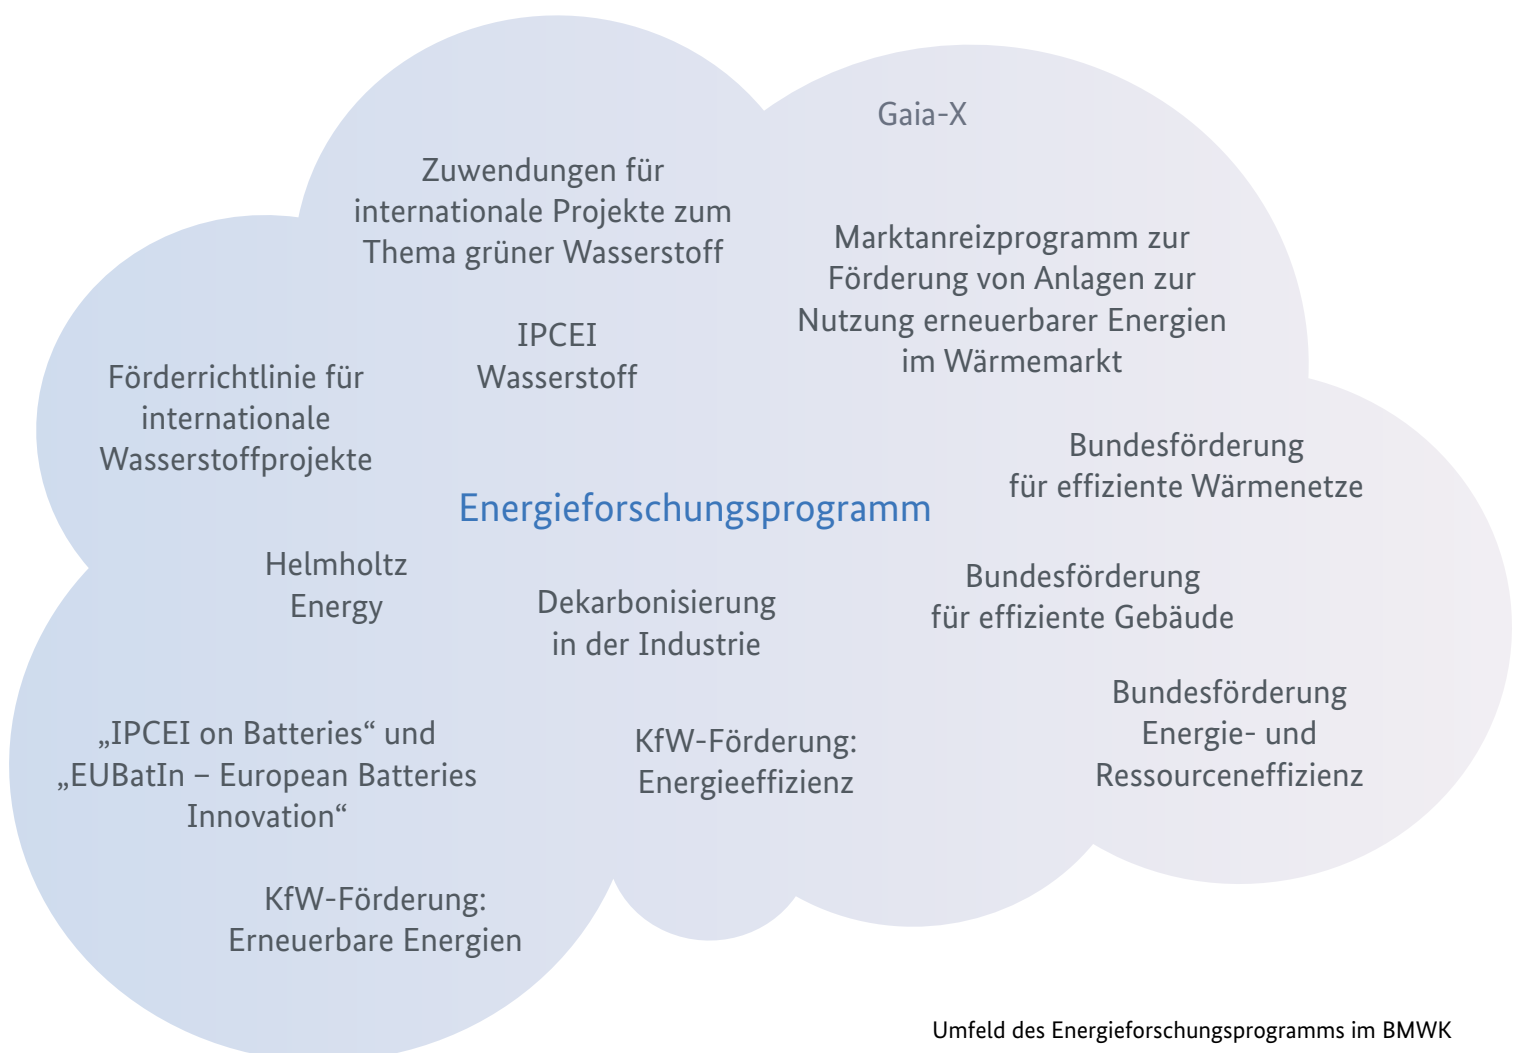 Gaia-X
Zuwendungen für
internationale Projekte zum
Thema grüner Wasserstoff
Marktanreizprogramm zur
Förderung von Anlagen zur
Nutzung erneuerbarer Energien
im Wärmemarkt
IPCEI
Wasserstoff
Förderrichtlinie für
internationale
Wasserstoffprojekte
Bundesförderung
für effiziente Wärmenetze
Energieforschungsprogramm
Helmholtz
Energy
Dekarbonisierung
in der Industrie
Bundesförderung
für effiziente Gebäude
Bundesförderung
Energie- und
Ressourceneffizienz
„IPCEI on Batteries“ und
„EUBatIn – European Batteries
Innovation“
KfW-Förderung:
Energieeffizienz
KfW-Förderung:
Erneuerbare Energien
Umfeld des Energieforschungsprogramms im BMWK